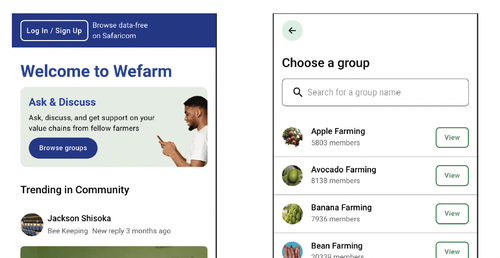 Log In / Sign Up
Browse data-free
on Safaricom
Welcome to Wefarm
Ask & Discuss
Ask, discuss, and get support on your
value chains from fellow farmers
Browse groups
Trending in Community
Jackson Shisoka
Bee Keeping New reply 3 months ago
Choose a group
Search for a group name
Apple Farming
5803 members
View
Avocado Farming
8138 members
View
Banana Farming
7936 members
View
Bean Farming
20339 members
View